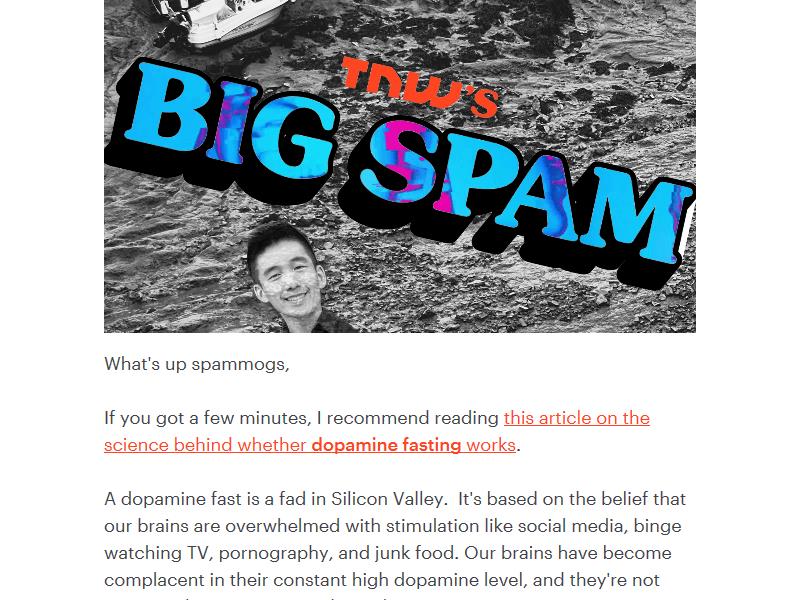 TNW's
BIG SPAM
What's up spammogs,
If you got a few minutes, I recommend reading this article on the
science behind whether dopamine fasting works.
A dopamine fast is a fad in Silicon Valley.  It's based on the belief that
our brains are overwhelmed with stimulation like social media, binge
watching TV, pornography, and junk food. Our brains have become
complacent in their constant high dopamine level, and they're not